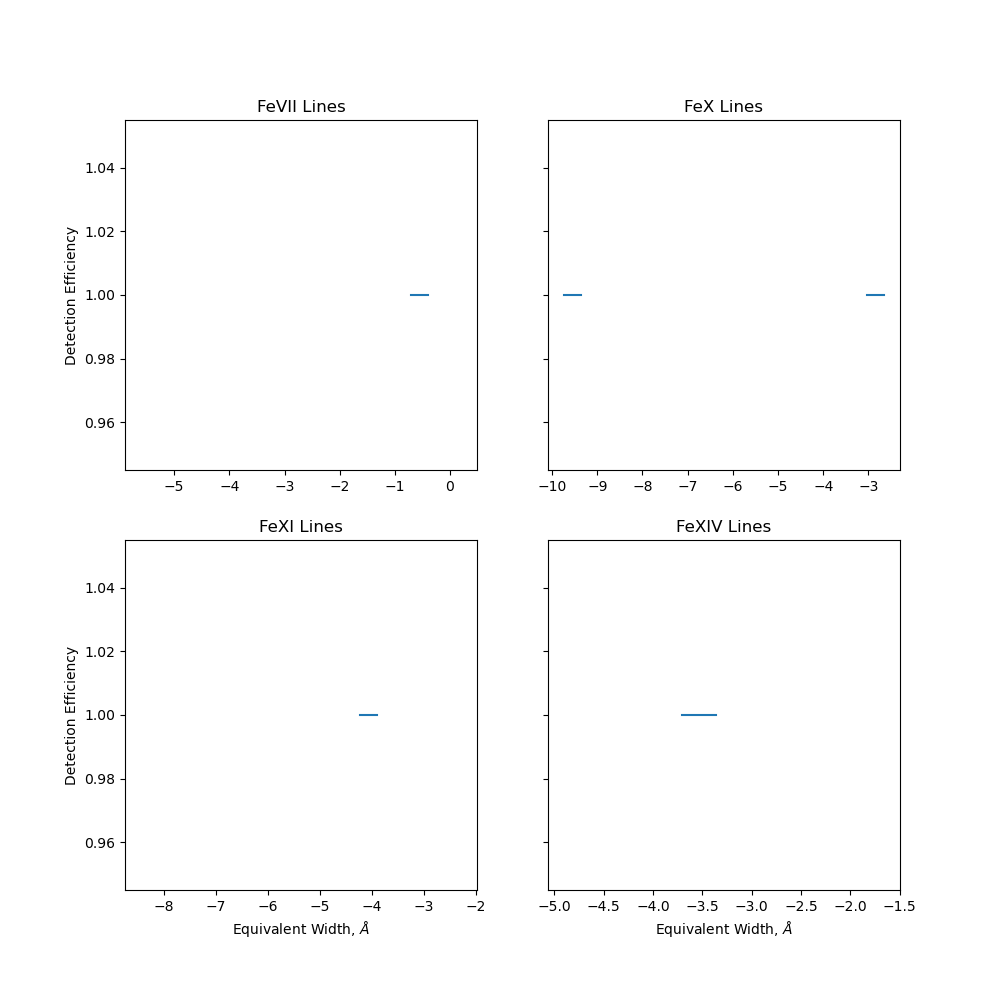 FeVII Lines
FeX Lines
Detection Efficiency
1.04
1.02
1.00
0.98
0.96
−5 −4 −3 −2 −1 0
−10 −9 −8 −7 −6 −5 −4 −3
FeXI Lines
FeXIV Lines
Detection Efficiency
1.04
1.02
1.00
0.98
0.96
−8 −7 −6 −5 −4 −3 −2
−5.0 −4.5 −4.0 −3.5 −3.0 −2.5 −2.0 −1.5
Equivalent Width, Å
Equivalent Width, Å